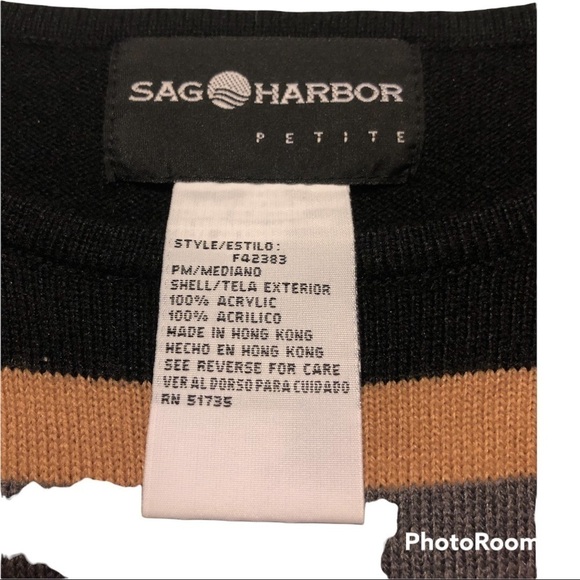 SAG HARBOR
PETITE
STYLE/ESTILO:
F42383
PM/MEDIANO
SHELL/TELA EXTERIOR
100% ACRYLIC
100% ACRILICO
MADE IN HONG KONG
HECHO EN HONG KONG
SEE REVERSE FOR CARE
VER AL DORSO PARA CUIDADO
RN 51735
PhotoRoom